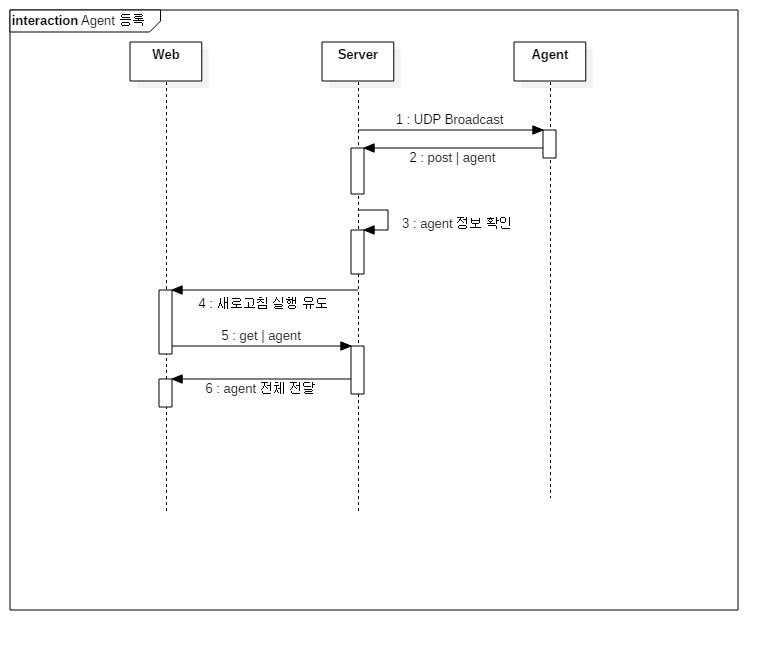 interaction Agent 등록
Web
Server
Agent
1 : UDP Broadcast
2 : post | agent
3 : agent 정보 확인
4 : 새로고침 실행 유도
5 : get | agent
6 : agent 전체 전달